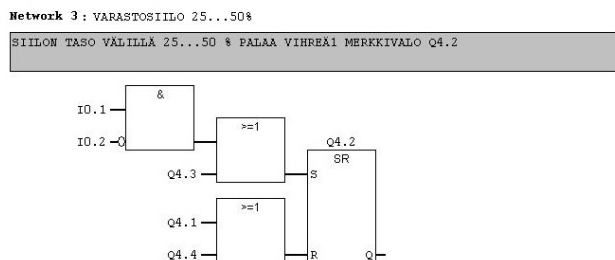 Network 3: VARASTOSIILO 25...50%
SIILON TASO VÄLILLÄ 25...50 % PALAA VIHREÄ1 MERKKIVALO Q4.2
&
I0.1
>=1
I0.2
Q4.2
SR
Q4.3
S
>=1
Q4.1
Q4.4
R
Q